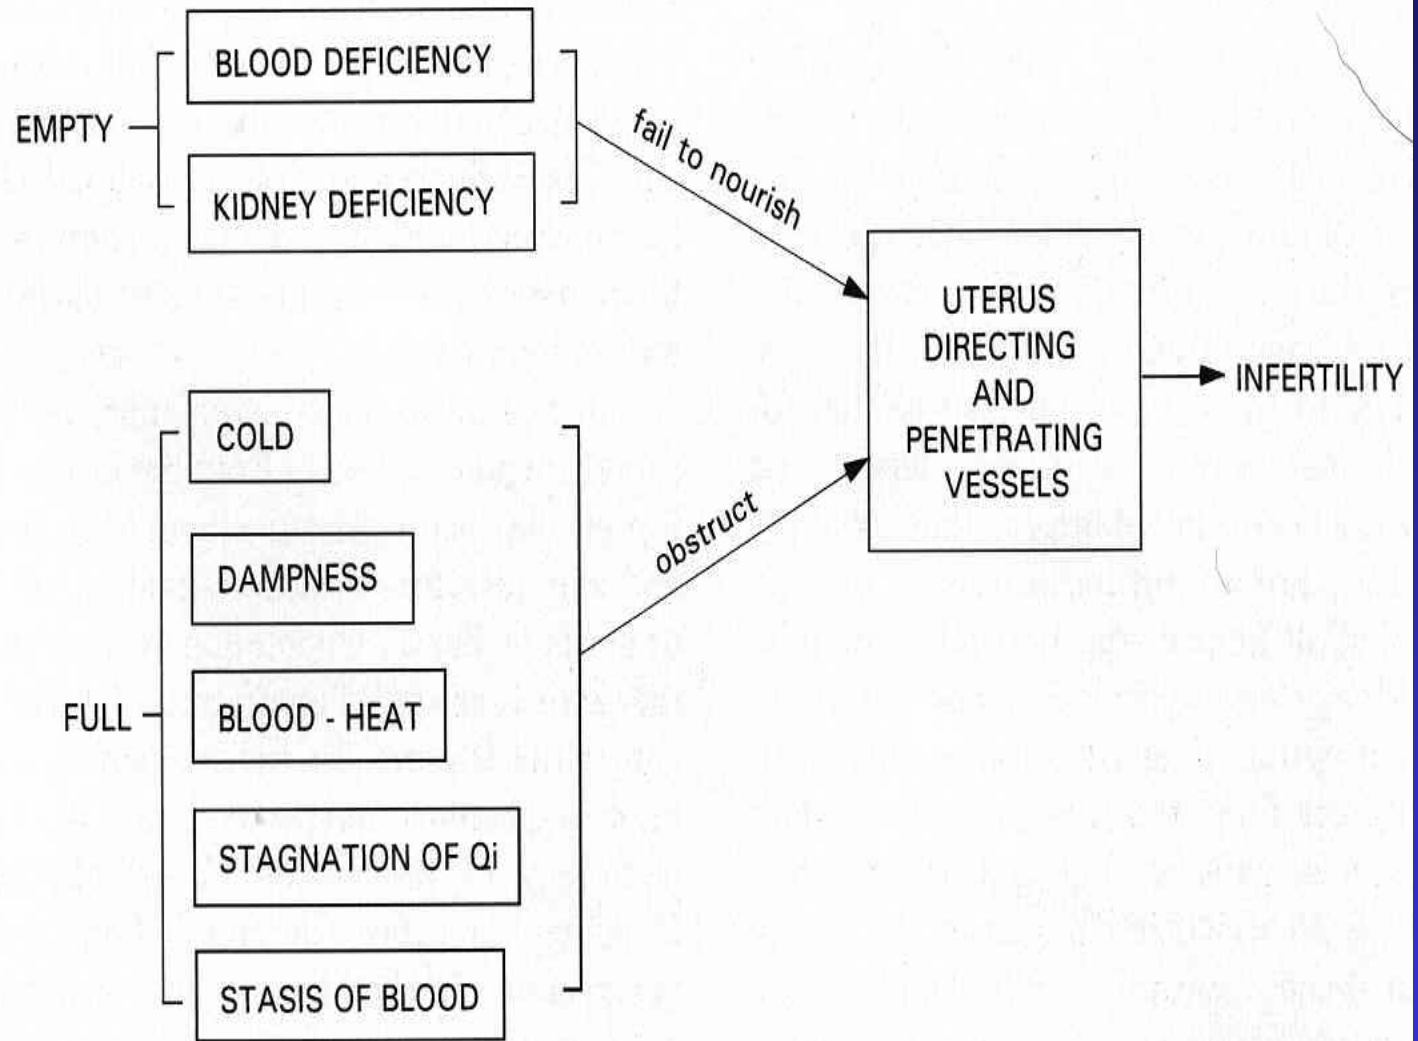 EMPTY
BLOOD DEFICIENCY
KIDNEY DEFICIENCY
fail to nourish
FULL
COLD
DAMPNESS
BLOOD - HEAT
STAGNATION OF Qi
STASIS OF BLOOD
obstruct
UTERUS
DIRECTING
AND
PENETRATING
VESSELS
INFERTILITY